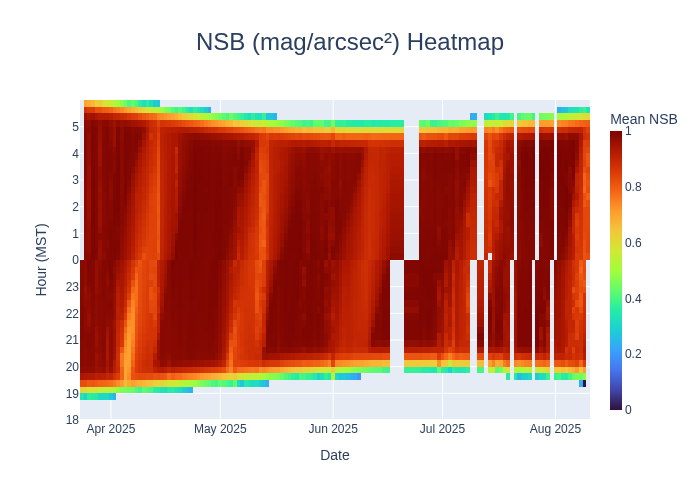 NSB (mag/arcsec²) Heatmap
Mean NSB
1
0.8
0.6
0.4
0.2
0
Hour (MST)
5
4
3
2
1
0
23
22
21
20
19
18
Apr 2025
May 2025
Jun 2025
Jul 2025
Aug 2025
Date